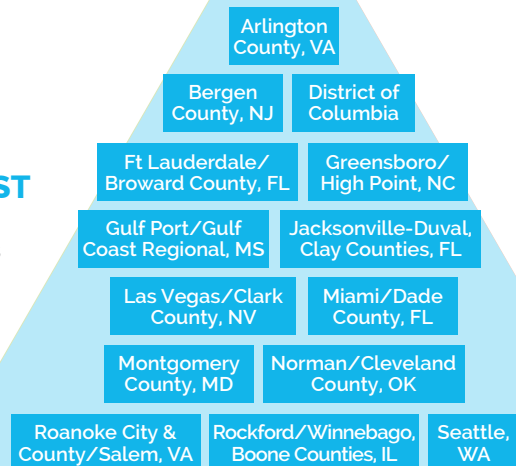 Arlington
County, VA
Bergen
County, NJ
District of
Columbia
ST
Ft Lauderdale/
Broward County, FL
Greensboro/
High Point, NC
Gulf Port/Gulf
Coast Regional, MS
Jacksonville-Duval,
Clay Counties, FL
Las Vegas/Clark
County, NV
Miami/Dade
County, FL
Montgomery
County, MD
Norman/Cleveland
County, OK
Roanoke City &
County/Salem, VA
Rockford/Winnebago,
Boone Counties, IL
Seattle,
WA